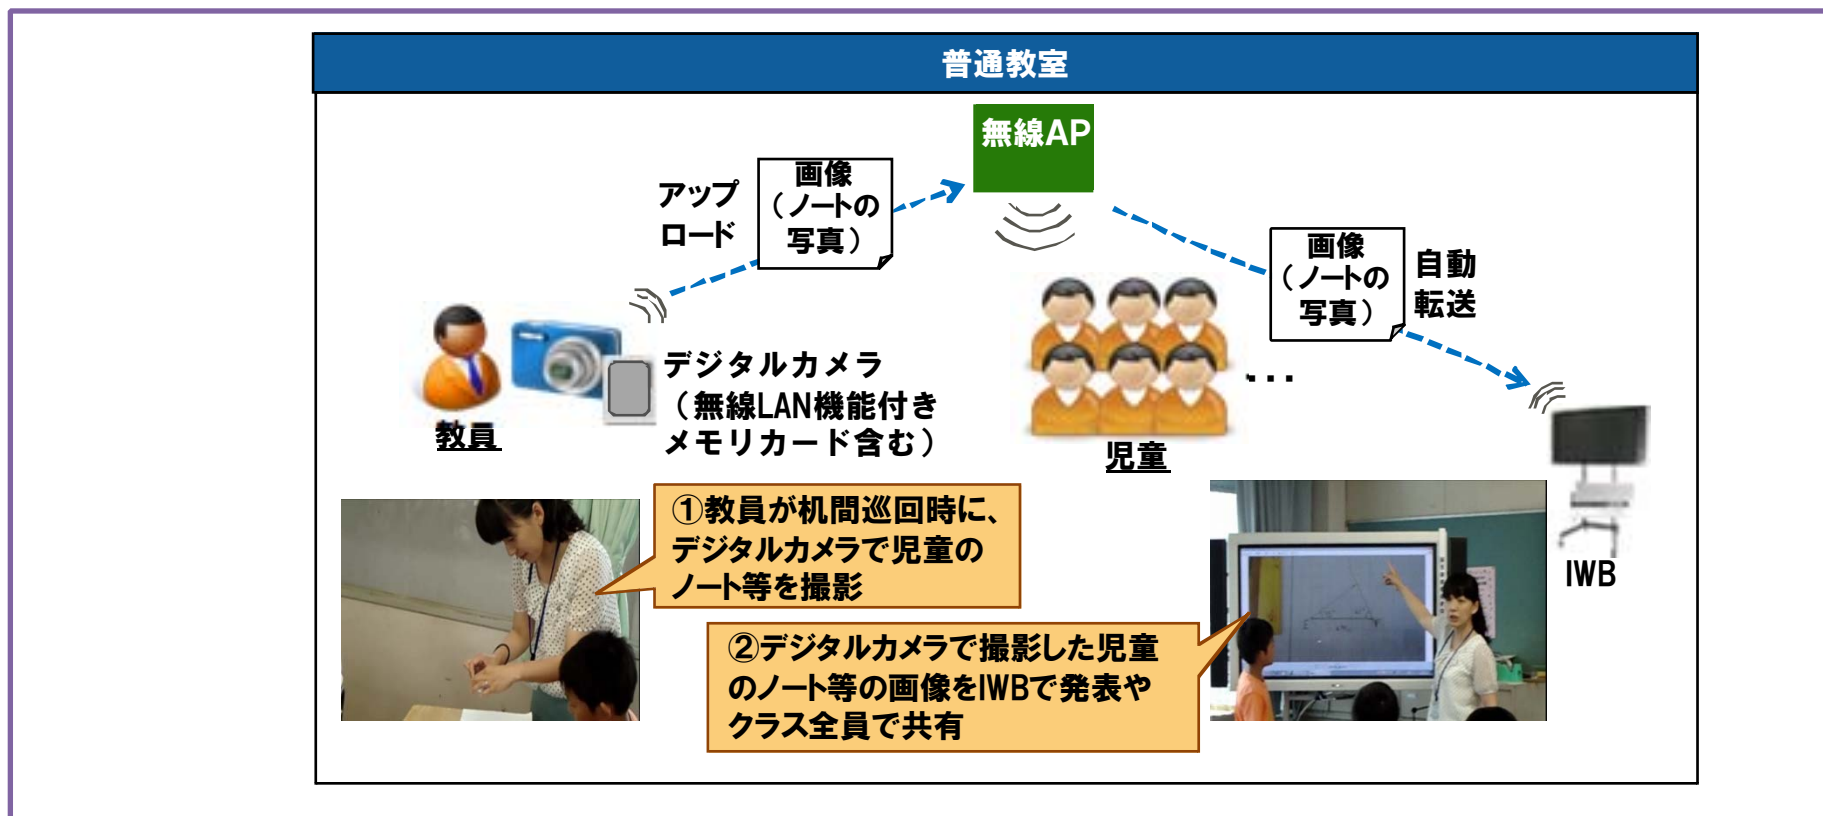 普通教室
無線AP
アップ
ロード
画像
（ノートの
写真）
画像
（ノートの
写真）
自動
転送
デジタルカメラ
（無線LAN機能付き
メモリカード含む）
教員
児童
...
IWB
①教員が机間巡回時に、
デジタルカメラで児童の
ノート等を撮影
②デジタルカメラで撮影した児童
のノート等の画像をIWBで発表や
クラス全員で共有